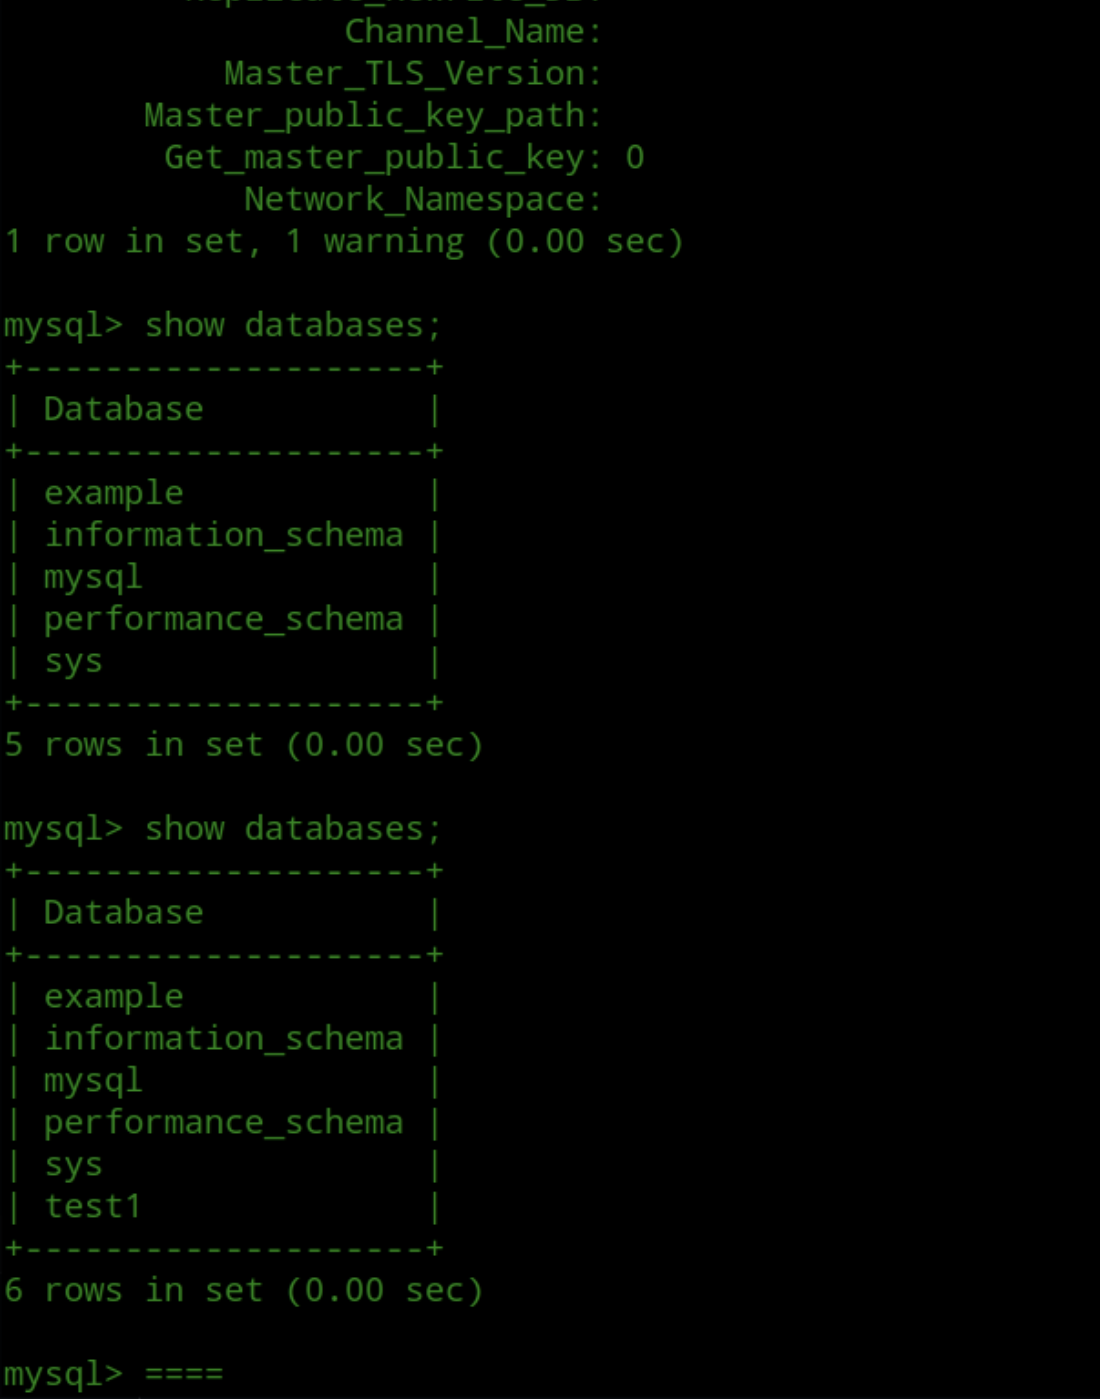 Channel_Name:
Master_TLS_Version:
Master_public_key_path:
Get_master_public_key: 0
Network_Namespace:
1 row in set, 1 warning (0.00 sec)
mysql> show databases;
+--------------------+
| Database           |
+--------------------+
| example            |
| information_schema |
| mysql              |
| performance_schema |
| sys                |
+--------------------+
5 rows in set (0.00 sec)
mysql> show databases;
+--------------------+
| Database           |
+--------------------+
| example            |
| information_schema |
| mysql              |
| performance_schema |
| sys                |
| test1              |
+--------------------+
6 rows in set (0.00 sec)
mysql> ====